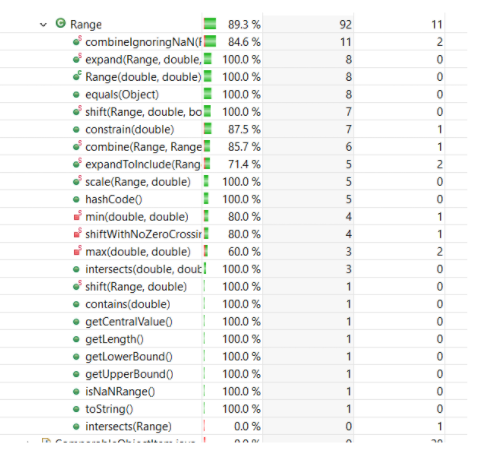 Range 89.3 % 92 11
combineIgnoringNaN(R 84.6 % 11 2
expand(Range, double, 100.0 % 8 0
Range(double, double) 100.0 % 8 0
equals(Object) 100.0 % 8 0
shift(Range, double, bo 100.0 % 7 0
constrain(double) 87.5 % 7 1
combine(Range, Range 85.7 % 6 1
expandToInclude(Rang 71.4 % 5 2
scale(Range, double) 100.0 % 5 0
hashCode() 100.0 % 5 0
min(double, double) 80.0 % 4 1
shiftWithNoZeroCrossin 80.0 % 4 1
max(double, double) 60.0 % 3 2
intersects(double, doub 100.0 % 3 0
shift(Range, double) 100.0 % 1 0
contains(double) 100.0 % 1 0
getCentralValue() 100.0 % 1 0
getLength() 100.0 % 1 0
getLowerBound() 100.0 % 1 0
getUpperBound() 100.0 % 1 0
isNaNRange() 100.0 % 1 0
toString() 100.0 % 1 0
intersects(Range) 0.0 % 0 1